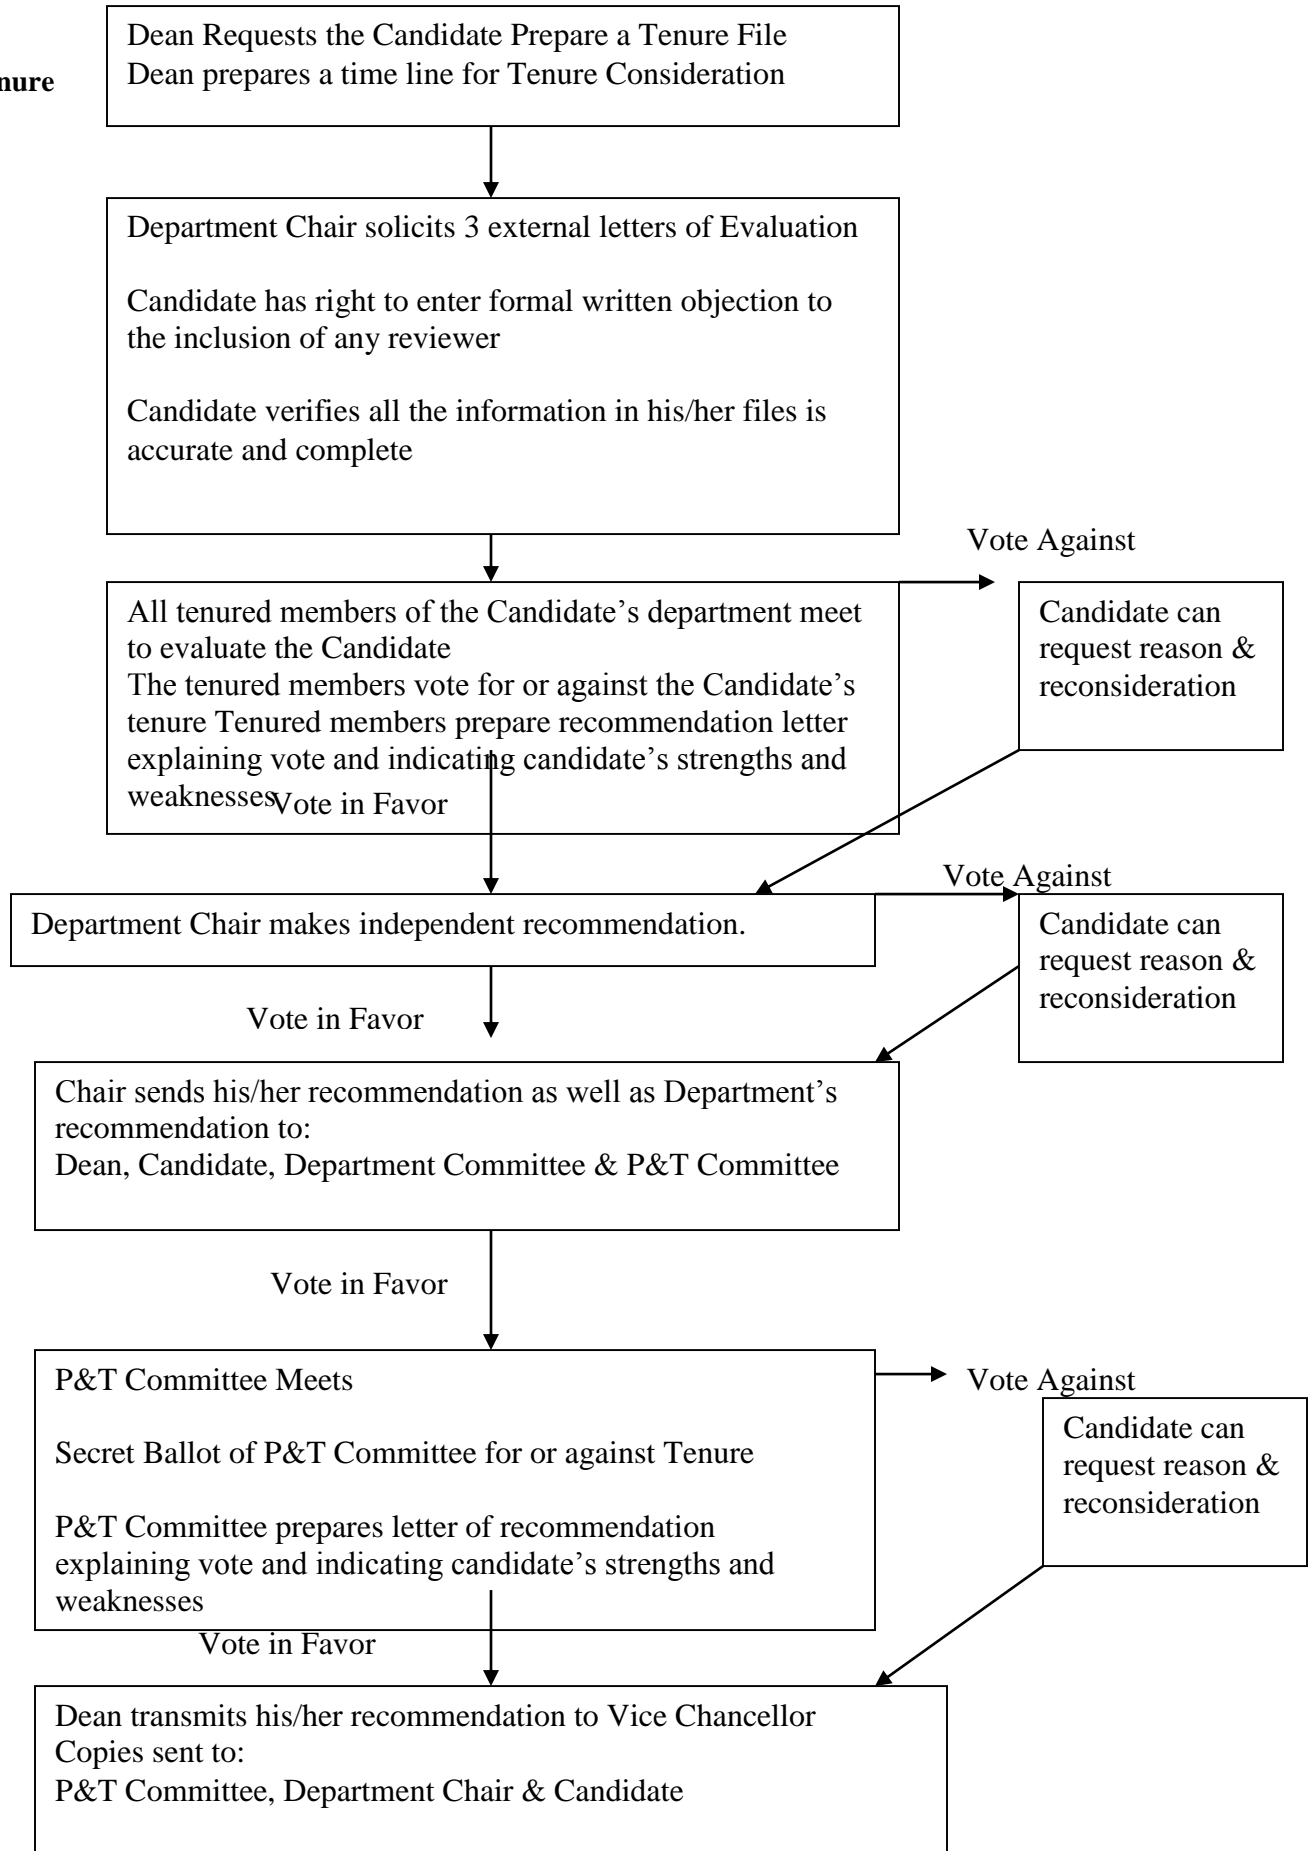 Dean Requests the Candidate Prepare a Tenure File
Dean prepares a time line for Tenure Consideration
Department Chair solicits 3 external letters of Evaluation
Candidate has right to enter formal written objection to
the inclusion of any reviewer
Candidate verifies all the information in his/her files is
accurate and complete
Vote Against
All tenured members of the Candidate’s department meet
to evaluate the Candidate
The tenured members vote for or against the Candidate’s
tenure Tenured members prepare recommendation letter
explaining vote and indicating candidate’s strengths and
weaknesses
Vote in Favor
Candidate can
request reason &
reconsideration
Vote Against
Department Chair makes independent recommendation.
Candidate can
request reason &
reconsideration
Vote in Favor
Chair sends his/her recommendation as well as Department’s
recommendation to:
Dean, Candidate, Department Committee & P&T Committee
Vote in Favor
P&T Committee Meets
Secret Ballot of P&T Committee for or against Tenure
P&T Committee prepares letter of recommendation
explaining vote and indicating candidate’s strengths and
weaknesses
Vote Against
Candidate can
request reason &
reconsideration
Vote in Favor
Dean transmits his/her recommendation to Vice Chancellor
Copies sent to:
P&T Committee, Department Chair & Candidate